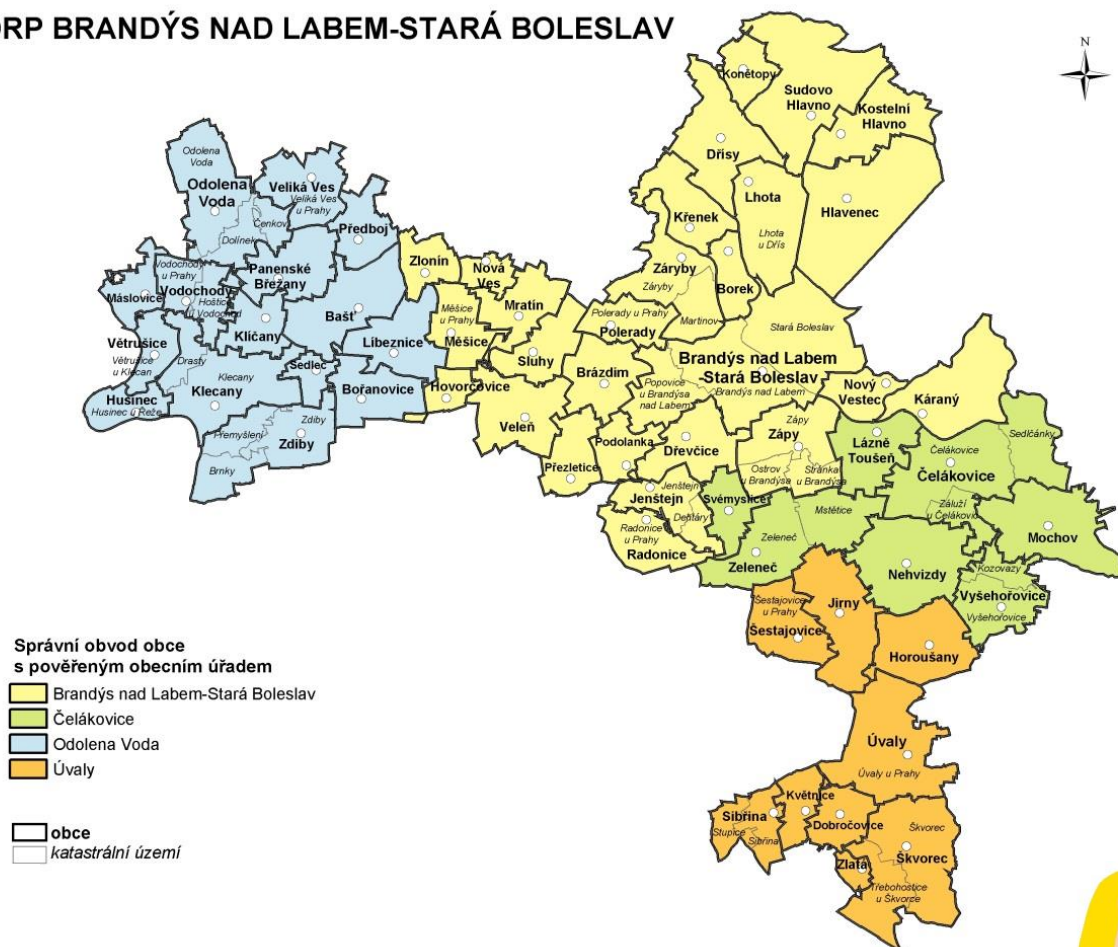 ORP BRANDÝS NAD LABEM-STARÁ BOLESLAV
N
Konětopy
Sudovo
Hlavno
Kostelní
Hlavno
Dřísy
Lhota
Lhota
u Dřís
Hlavenec
Křenek
Záryby
Záryby
Borek
Martinov
Odolena
Voda
Odolena
Voda
Čenkov
Dolínek
Veliká Ves
Veliká Ves
u Prahy
Předboj
Panenské
Břežany
Vodochody
u Prahy
Vodochody
Hoštice
u Vodochod
Máslovice
Klíčany
Bašť
Větrušice
Větrušice
u Klecan
Drasty
Sedlec
Líbeznice
Klecany
Klecany
Husinec
Husinec u Řeže
Bořanovice
Přemyšlení
Zdiby
Zdiby
Brnky
Zlonín
Nová
Ves
Měšice
u Prahy
Měšice
Mratín
Sluhy
Hovorčovice
Veleň
Polerady u Prahy
Polerady
Brázdim
Stará Boleslav
Brandýs nad Labem
-Stará Boleslav
Brandýs nad Labem
Popovice
u Brandýsa
nad Labem
Nový
Vestec
Káraný
Přezletice
Podolanka
Dřevčice
Zápy
Zápy
Ostrov
u Brandýsa
Stránka
u Brandýsa
Jenštejn
Jenštejn
Dehtáry
Radonice
u Prahy
Radonice
Lázně
Toušeň
Čelákovice
Čelákovice
Sedlčánky
Záluží
u Čelákovic
Mochov
Svémyslice
Mstětice
Zeleneč
Zeleneč
Nehvizdy
Kozovazy
Vyšehořovice
Vyšehořovice
Šestajovice
u Prahy
Šestajovice
Jirny
Horoušany
Úvaly
Úvaly u Prahy
Sibřina
Stupice
Sibřina
Květnice
Dobročovice
Škvorec
Škvorec
Zlatá
Třebohostice
u Škvorce
Správní obvod obce
s pověřeným obecním úřadem
Brandýs nad Labem-Stará Boleslav
Čelákovice
Odolena Voda
Úvaly
obce
katastrální území